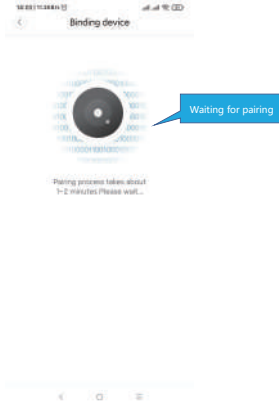 Binding device
Waiting for pairing
Pairing process takes about
1-2 minutes Please wait...